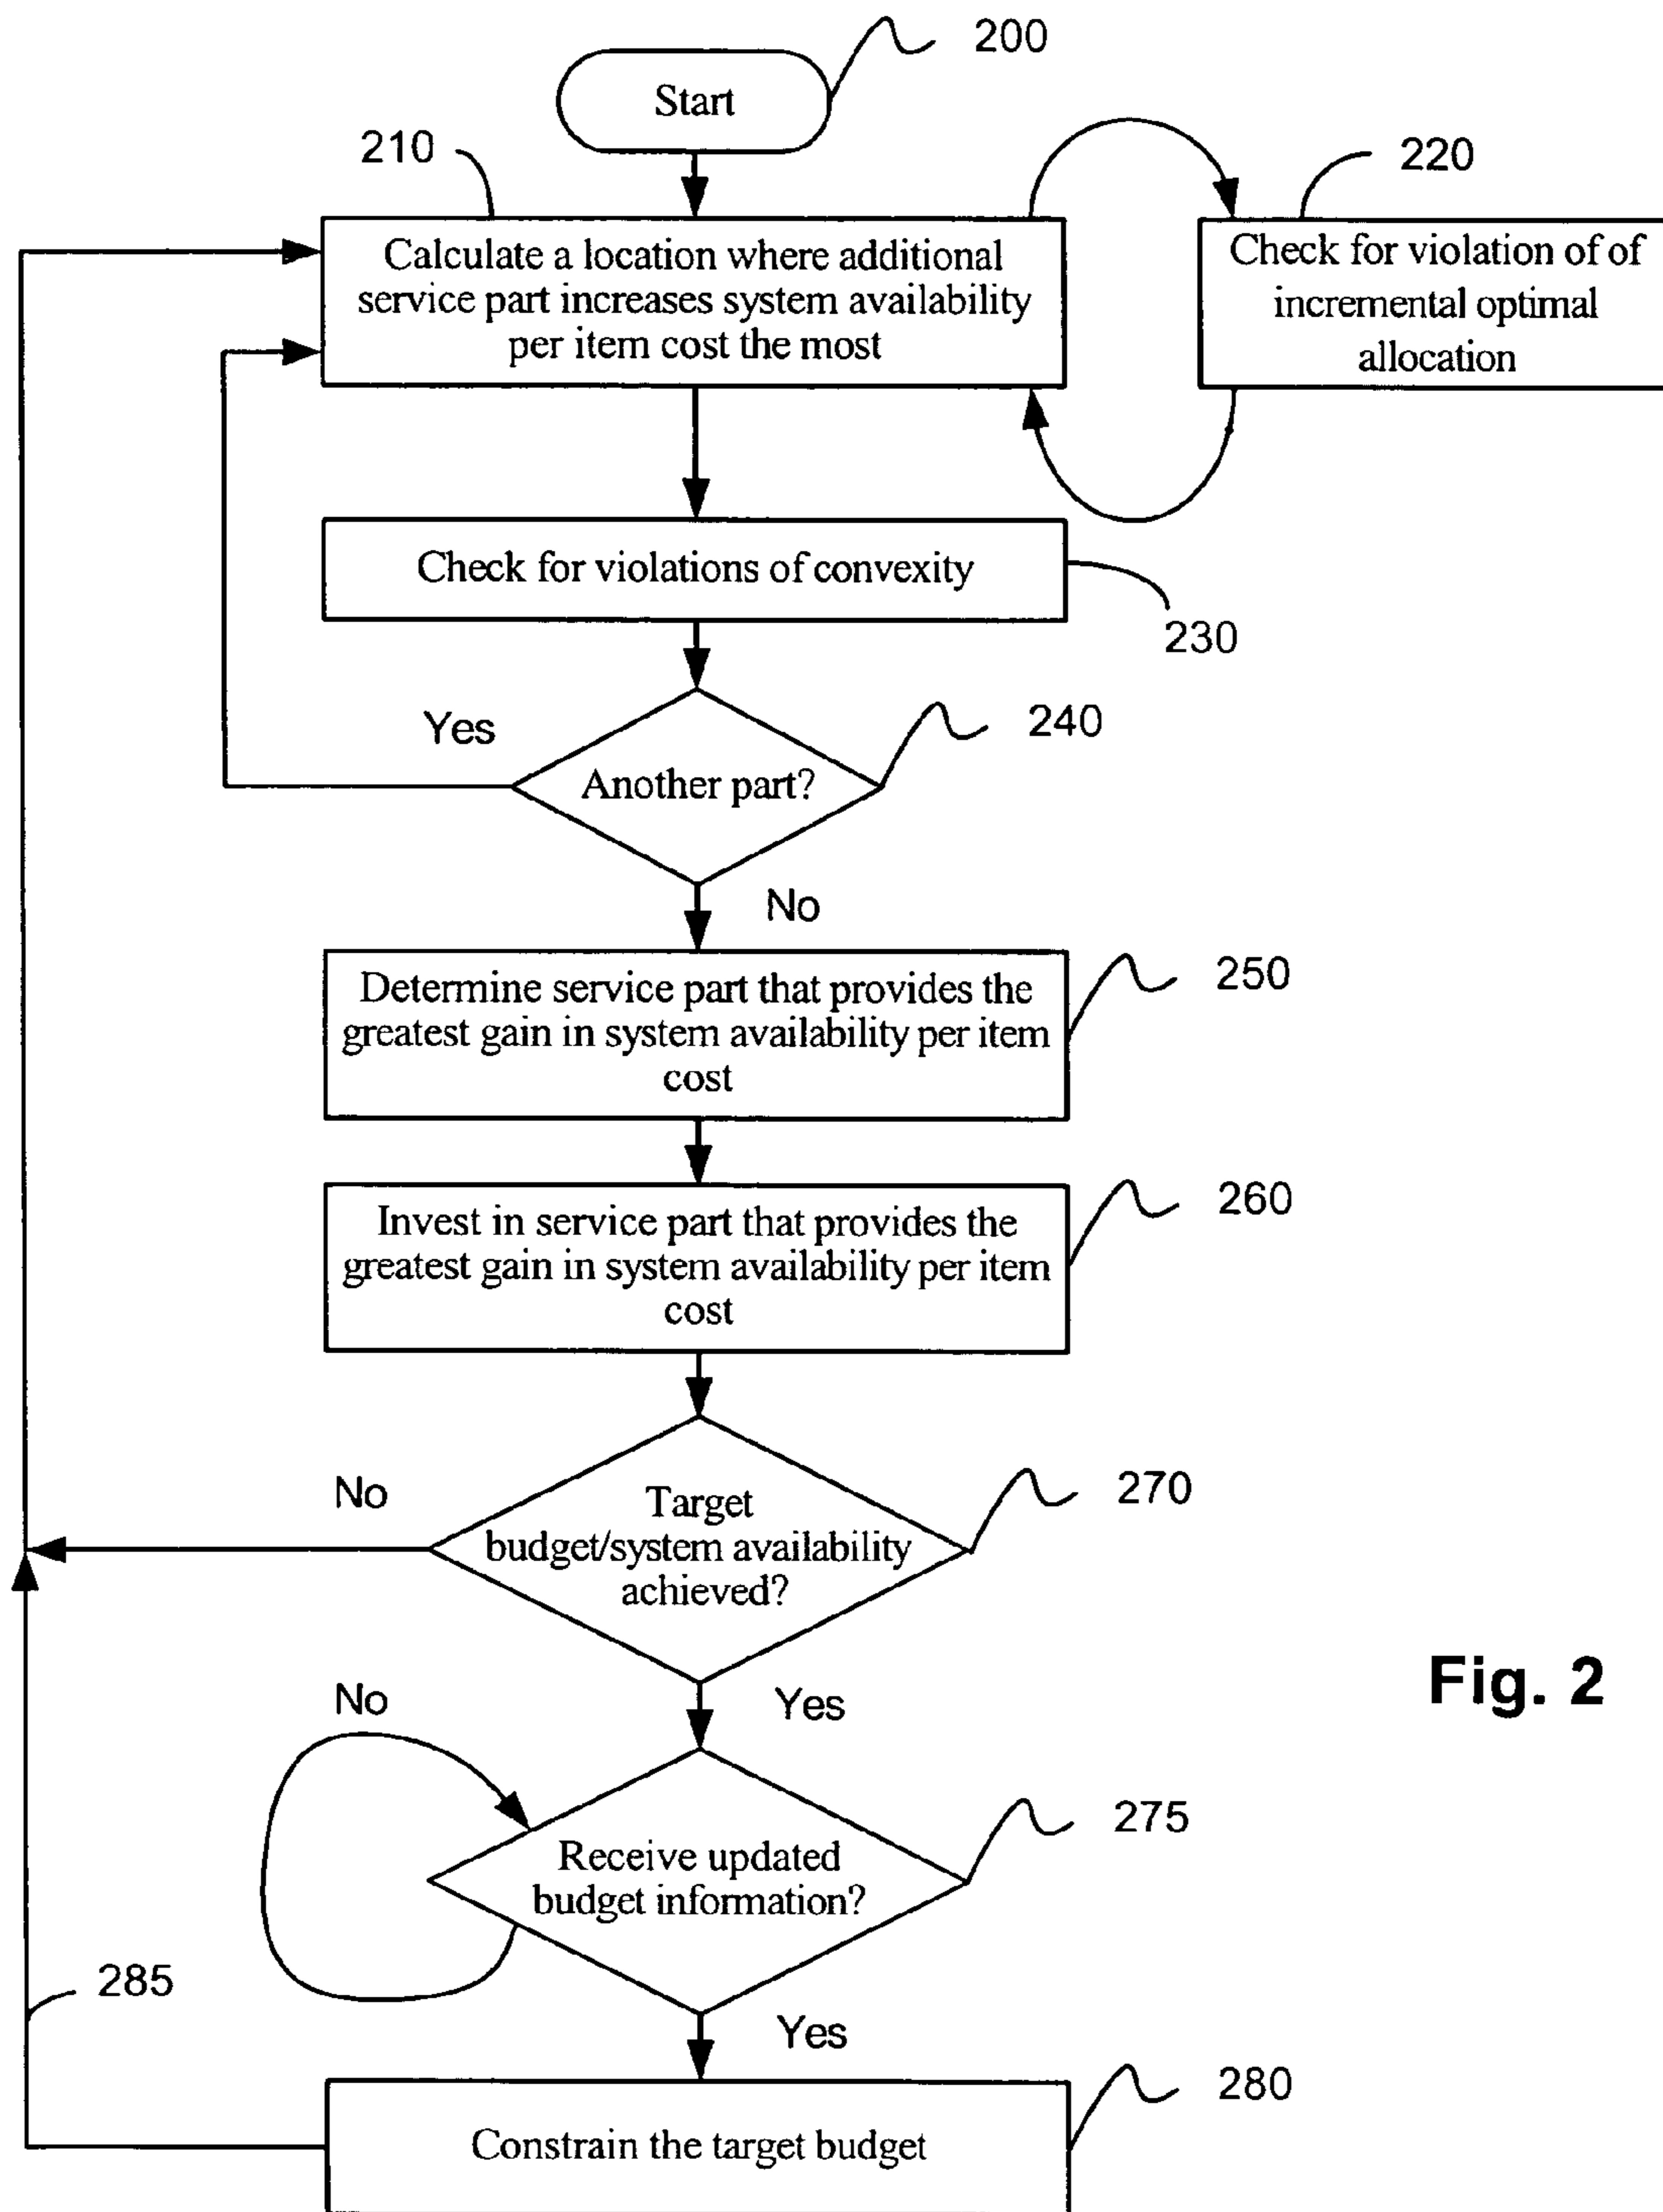 200
Start
210
220
Calculate a location where additional
service part increases system availability
per item cost the most
Check for violation of of
incremental optimal
allocation
Check for violations of convexity
230
Yes
240
Another part?
No
Determine service part that provides the
greatest gain in system availability per item
cost
250
Invest in service part that provides the
greatest gain in system availability per item
cost
260
No
Target
budget/system availability
achieved?
270
Fig. 2
No
Yes
Receive updated
budget information?
275
285
Yes
280
Constrain the target budget